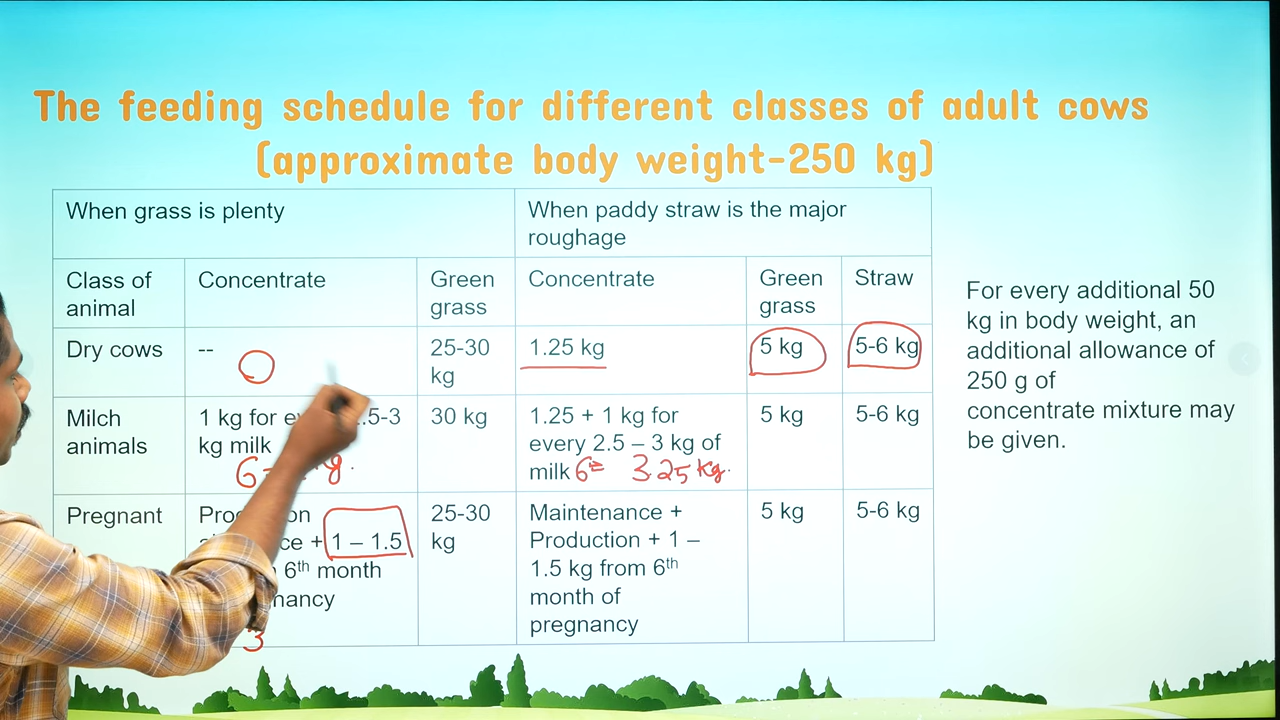 The feeding schedule for different classes of adult cows
(approximate body weight-250 kg)
When grass is plenty
When paddy straw is the major
roughage
Class of
animal
Concentrate
Green
grass
Concentrate
Green
grass
Straw
Dry cows
--
25-30
kg
1.25 kg
5 kg
5-6 kg
Milch
animals
1 kg for
.5-3
kg milk
6
30 kg
1.25 + 1 kg for
every 2.5 – 3 kg of
milk 6= 3.25 kg.
5 kg
5-6 kg
Pregnant
+ 1 – 1.5
6th month
25-30
kg
Maintenance +
Production + 1 –
1.5 kg from 6th
month of
pregnancy
5 kg
5-6 kg
3
For every additional 50
kg in body weight, an
additional allowance of
250 g of
concentrate mixture may
be given.